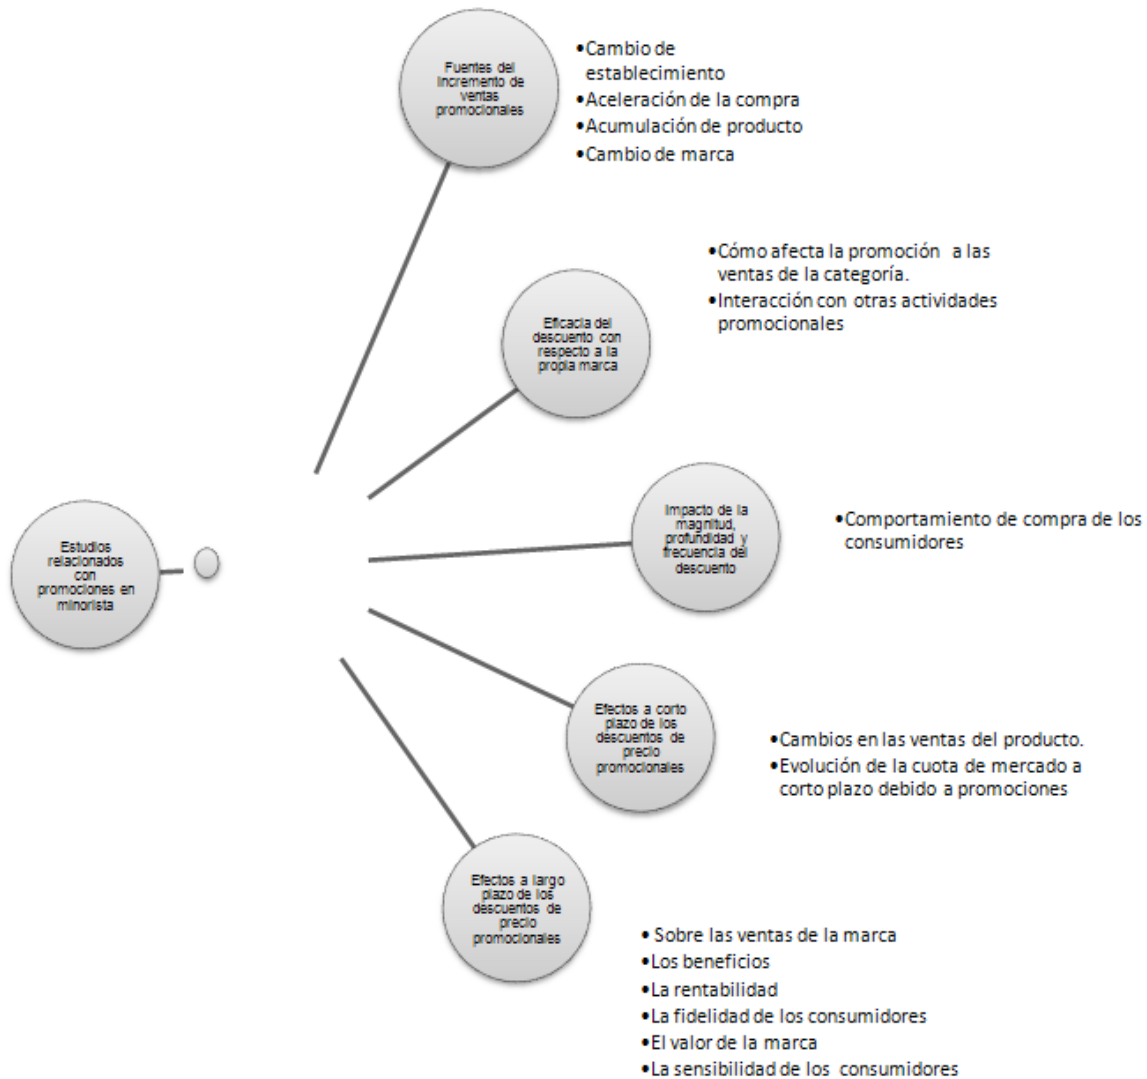 Fuentes del
incremento de
ventas
promocionales
•Cambio de
establecimiento
•Aceleración de la compra
•Acumulación de producto
•Cambio de marca
Eficacia del
descuento con
respecto a la
propia marca
•Cómo afecta la promoción a las
ventas de la categoría.
•Interacción con otras actividades
promocionales
Impacto de la
magnitud,
profundidad y
frecuencia del
descuento
•Comportamiento de compra de los
consumidores
Estudios
relacionados
con
promociones en
minorista
Efectos a corto
plazo de los
descuentos de
precio
promocionales
•Cambios en las ventas del producto.
•Evolución de la cuota de mercado a
corto plazo debido a promociones
Efectos a largo
plazo de los
descuentos de
precio
promocionales
• Sobre las ventas de la marca
•Los beneficios
•La rentabilidad
•La fidelidad de los consumidores
•El valor de la marca
•La sensibilidad de los consumidores